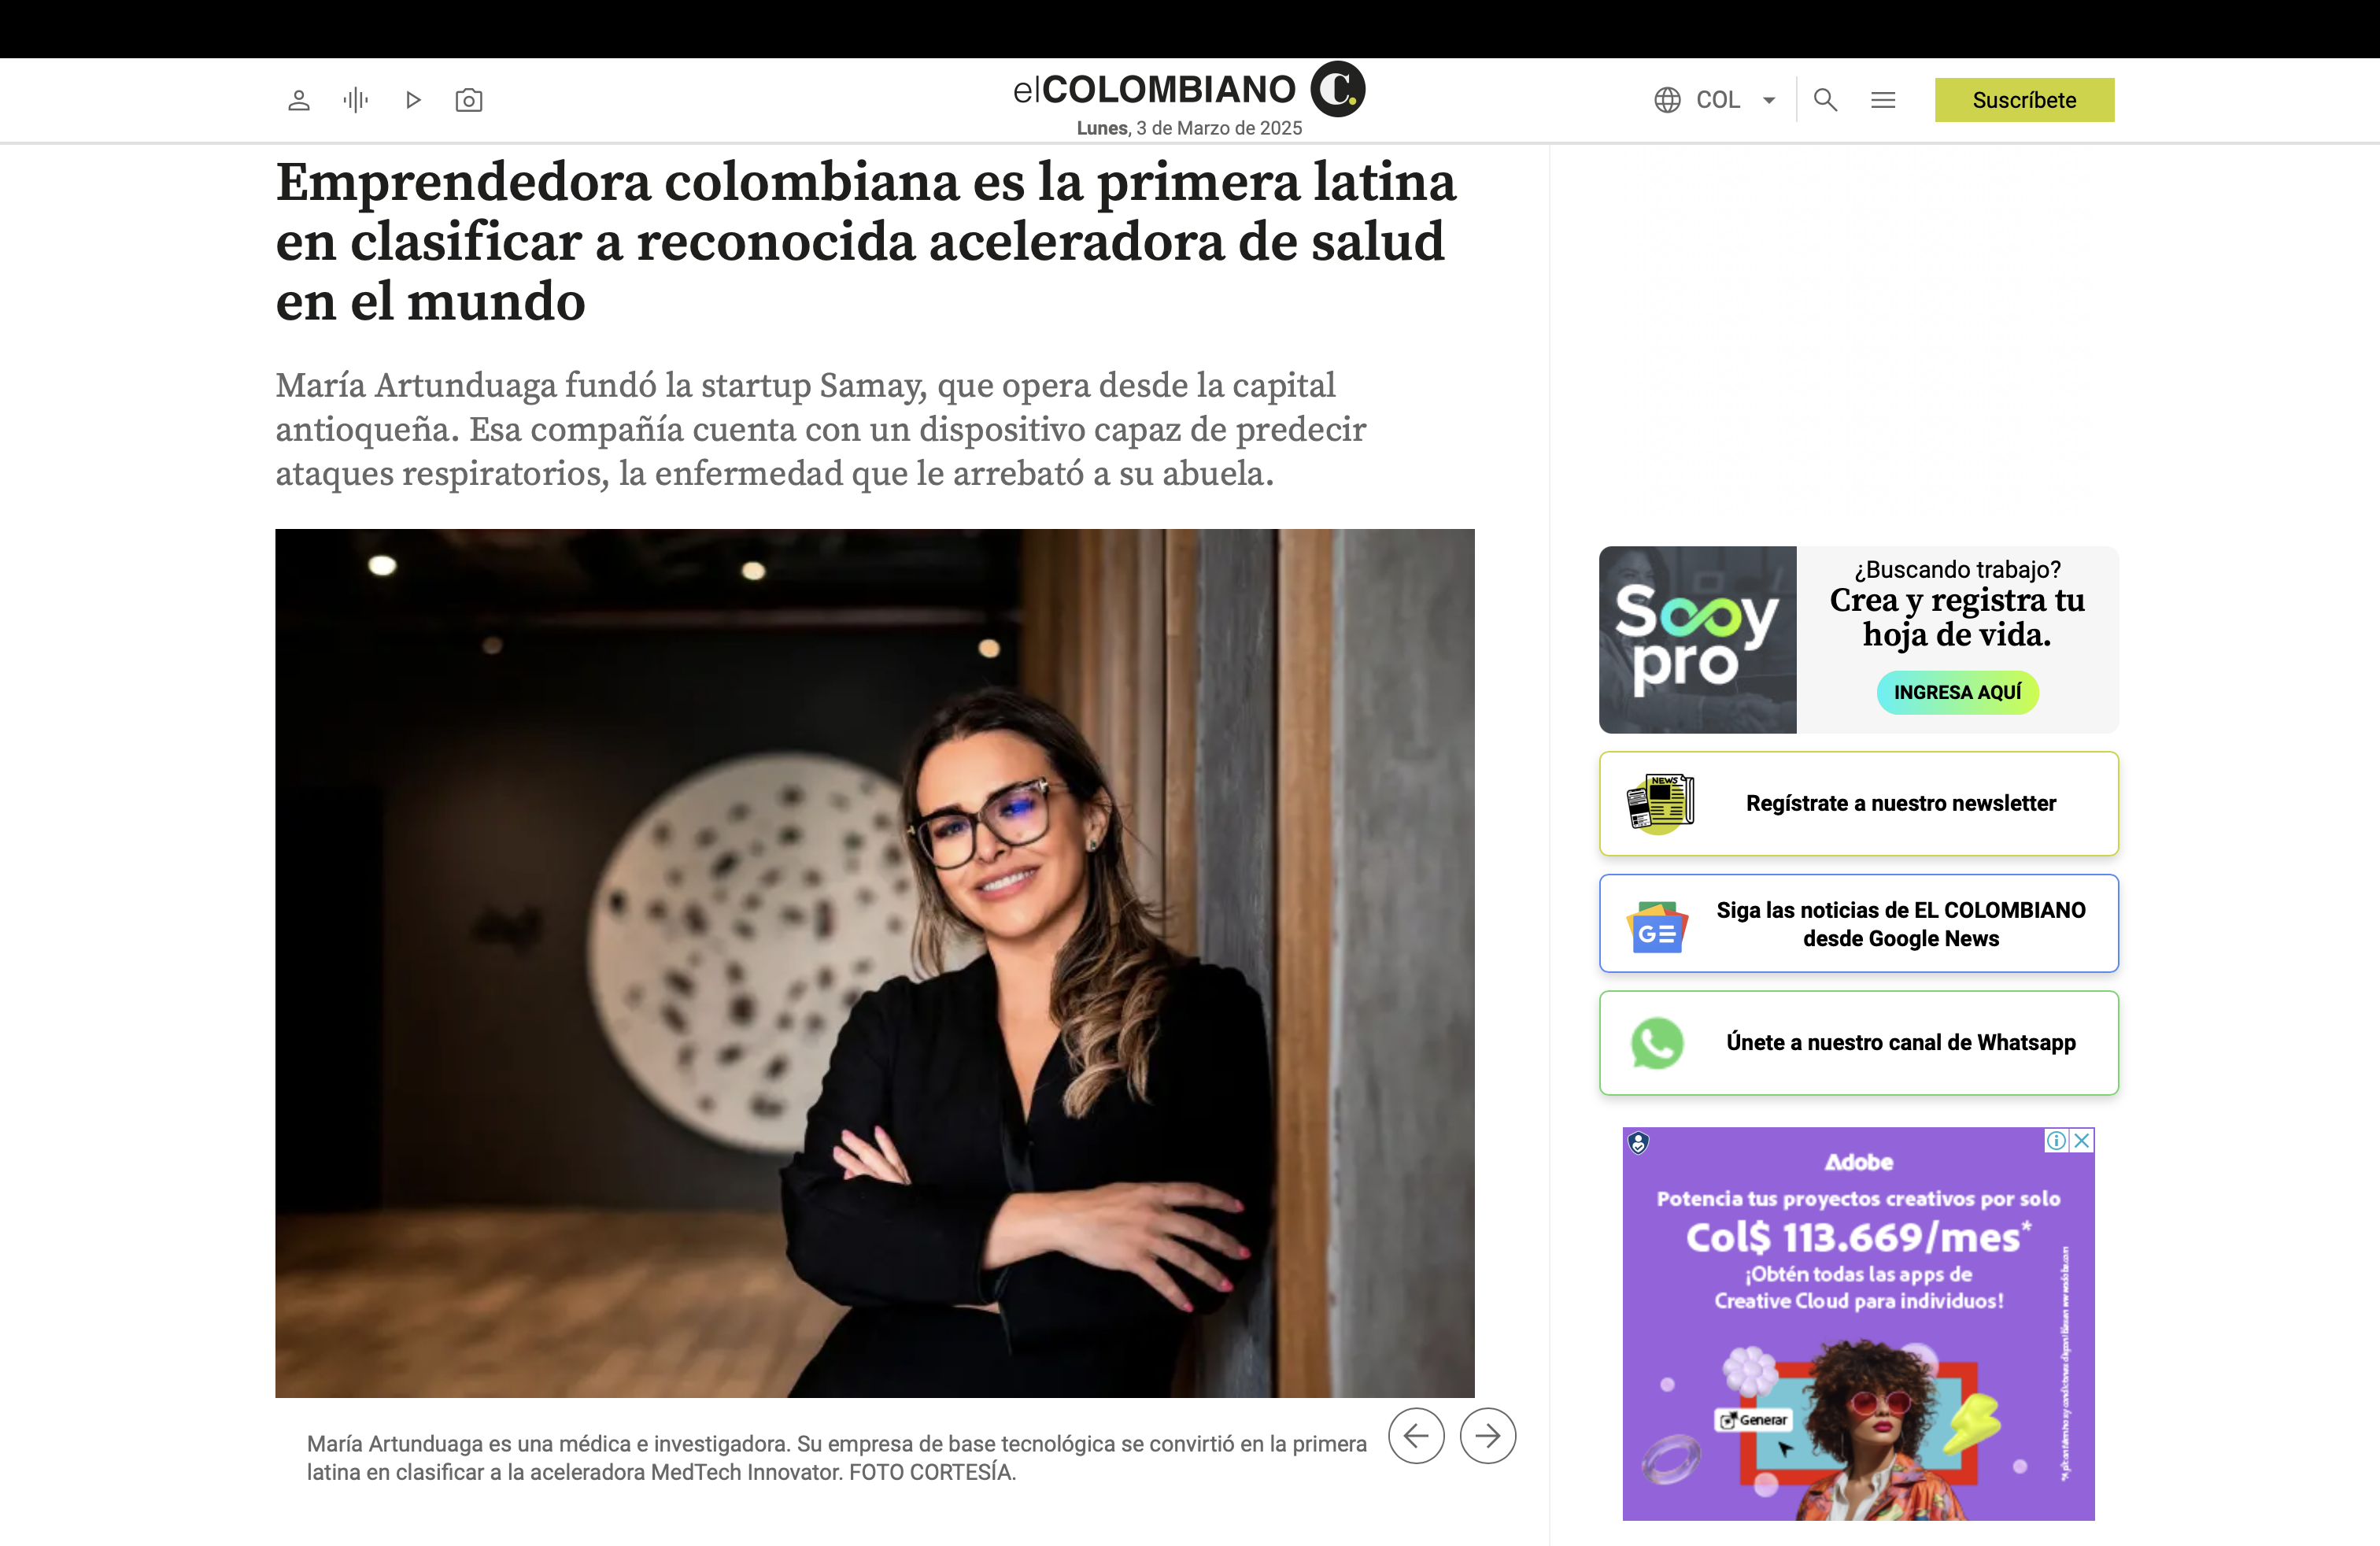 elCOLOMBIANO C.
Lunes, 3 de Marzo de 2025
COL
Suscríbete
Emprendedora colombiana es la primera latina
en clasificar a reconocida aceleradora de salud
en el mundo
María Artunduaga fundó la startup Samay, que opera desde la capital
antioqueña. Esa compañía cuenta con un dispositivo capaz de predecir
ataques respiratorios, la enfermedad que le arrebató a su abuela.
María Artunduaga es una médica e investigadora. Su empresa de base tecnológica se convirtió en la primera
latina en clasificar a la aceleradora MedTech Innovator. FOTO CORTESÍA.
Sooy
pro
¿Buscando trabajo?
Crea y registra tu
hoja de vida.
INGRESA AQUÍ
NEWS
Regístrate a nuestro newsletter
GE
Siga las noticias de EL COLOMBIANO
desde Google News
Únete a nuestro canal de Whatsapp
Adobe
Potencia tus proyectos creativos por solo
Col$ 113.669/mes*
¡Obtén todas las apps de
Creative Cloud para individuos!
Generar